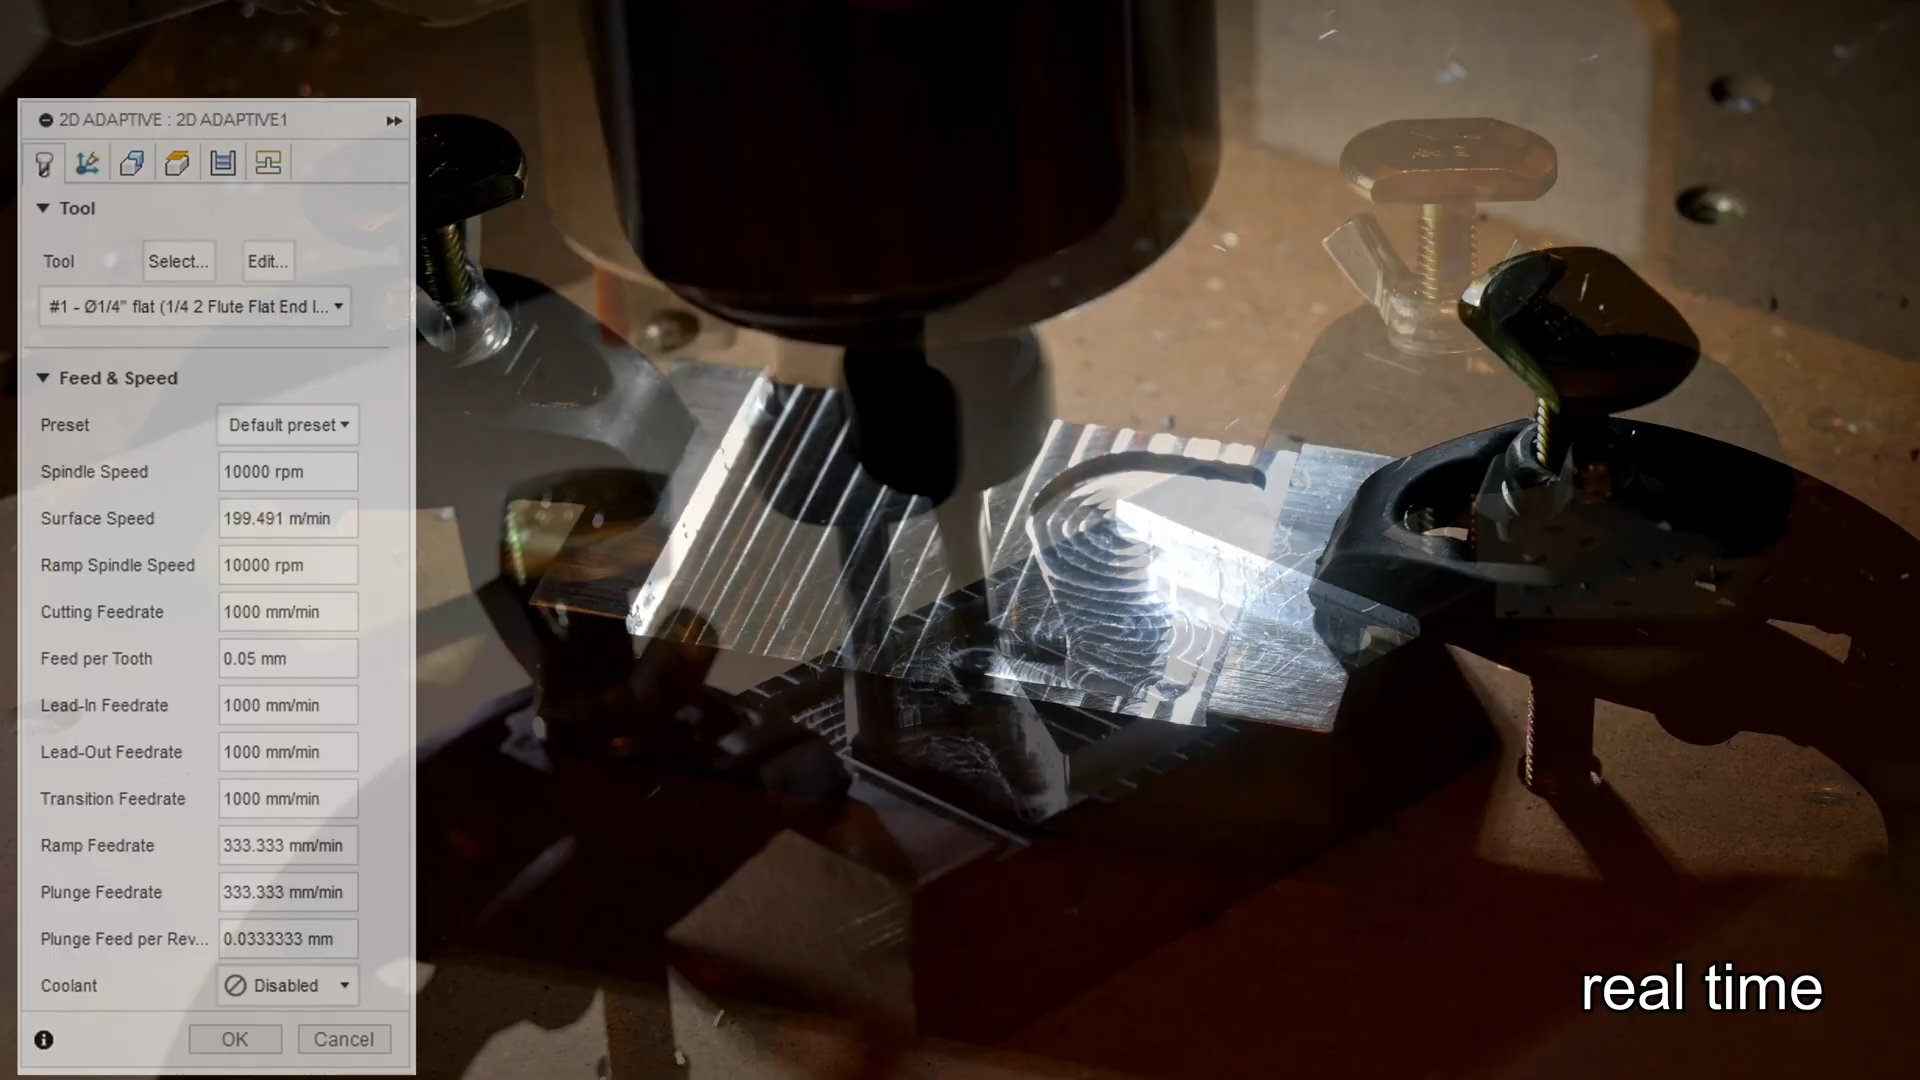 2D ADAPTIVE : 2D ADAPTIVE1
Tool
Tool Select... Edit...
#1 - Ø1/4" flat (1/4 2 Flute Flat End I...
Feed & Speed
Preset Default preset
Spindle Speed 10000 rpm
Surface Speed 199.491 m/min
Ramp Spindle Speed 10000 rpm
Cutting Feedrate 1000 mm/min
Feed per Tooth 0.05 mm
Lead-In Feedrate 1000 mm/min
Lead-Out Feedrate 1000 mm/min
Transition Feedrate 1000 mm/min
Ramp Feedrate 333.333 mm/min
Plunge Feedrate 333.333 mm/min
Plunge Feed per Rev... 0.0333333 mm
Coolant Disabled
OK Cancel
real time